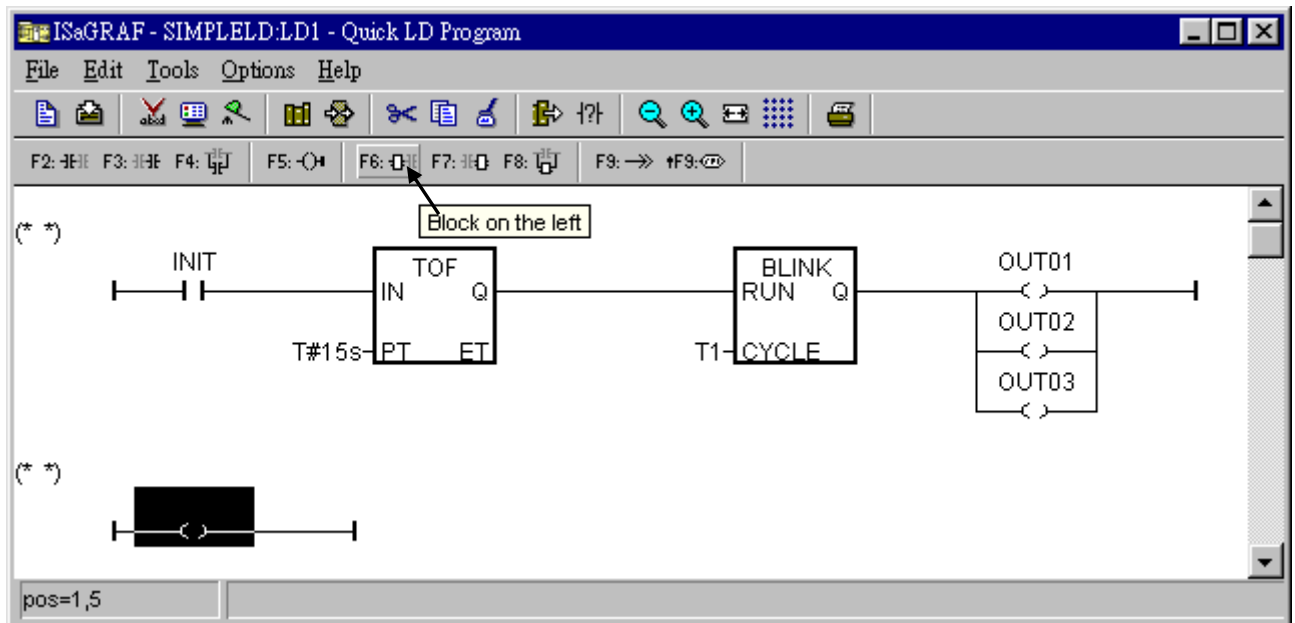 ISaGRAF - SIMPLELD:LD1 - Quick LD Program
File Edit Tools Options Help
abcd
F2: F3: F4: F5: F6: F7: F8: F9: F9:
Block on the left
(* *)
INIT TOF BLINK OUT01
IN Q RUN Q
OUT02
T#15s PT ET T1 CYCLE
OUT03
(* *)
pos=1,5